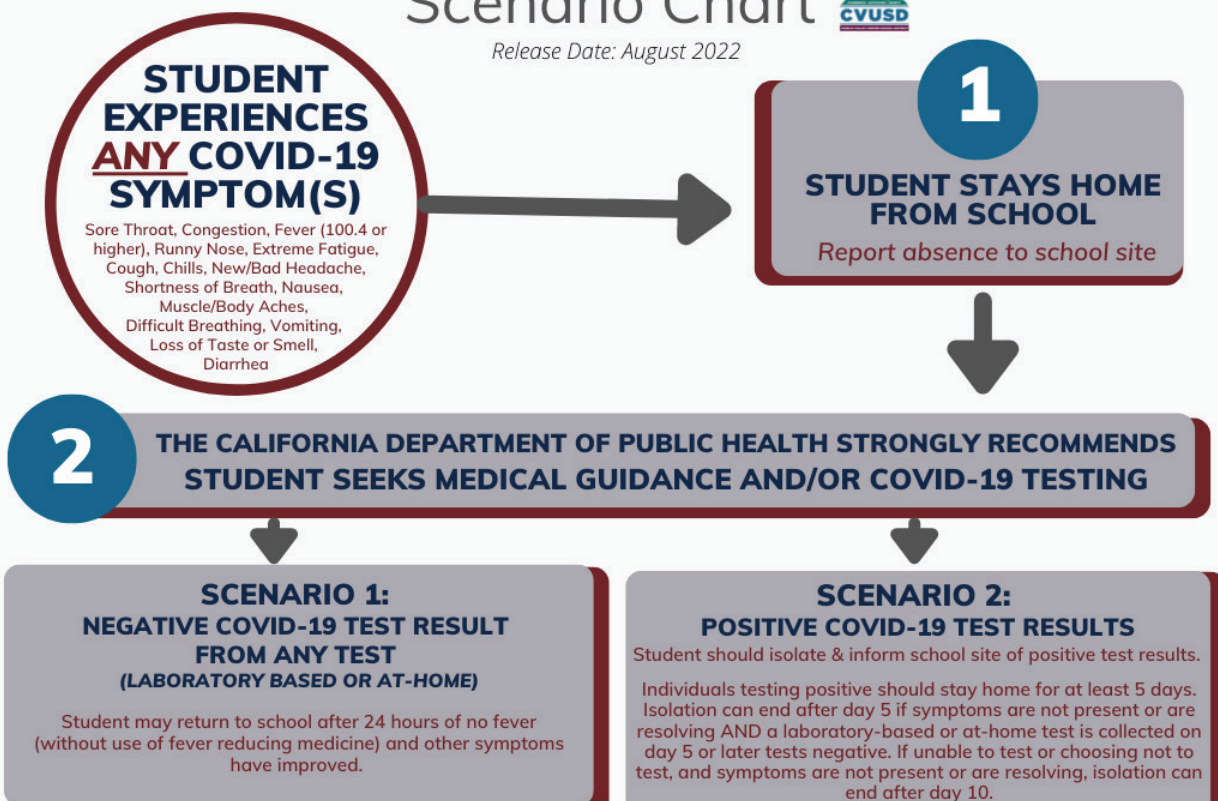 Scenario Chart
CVUSD
Release Date: August 2022
STUDENT
EXPERIENCES
ANY COVID-19
SYMPTOM(S)
Sore Throat, Congestion, Fever (100.4 or
higher), Runny Nose, Extreme Fatigue,
Cough, Chills, New/Bad Headache,
Shortness of Breath, Nausea,
Muscle/Body Aches,
Difficult Breathing, Vomiting,
Loss of Taste or Smell,
Diarrhea
1
STUDENT STAYS HOME
FROM SCHOOL
Report absence to school site
2
THE CALIFORNIA DEPARTMENT OF PUBLIC HEALTH STRONGLY RECOMMENDS
STUDENT SEEKS MEDICAL GUIDANCE AND/OR COVID-19 TESTING
SCENARIO 1:
NEGATIVE COVID-19 TEST RESULT
FROM ANY TEST
(LABORATORY BASED OR AT-HOME)
Student may return to school after 24 hours of no fever
(without use of fever reducing medicine) and other symptoms
have improved.
SCENARIO 2:
POSITIVE COVID-19 TEST RESULTS
Student should isolate & inform school site of positive test results.
Individuals testing positive should stay home for at least 5 days.
Isolation can end after day 5 if symptoms are not present or are
resolving AND a laboratory-based or at-home test is collected on
day 5 or later tests negative. If unable to test or choosing not to
test, and symptoms are not present or are resolving, isolation can
end after day 10.